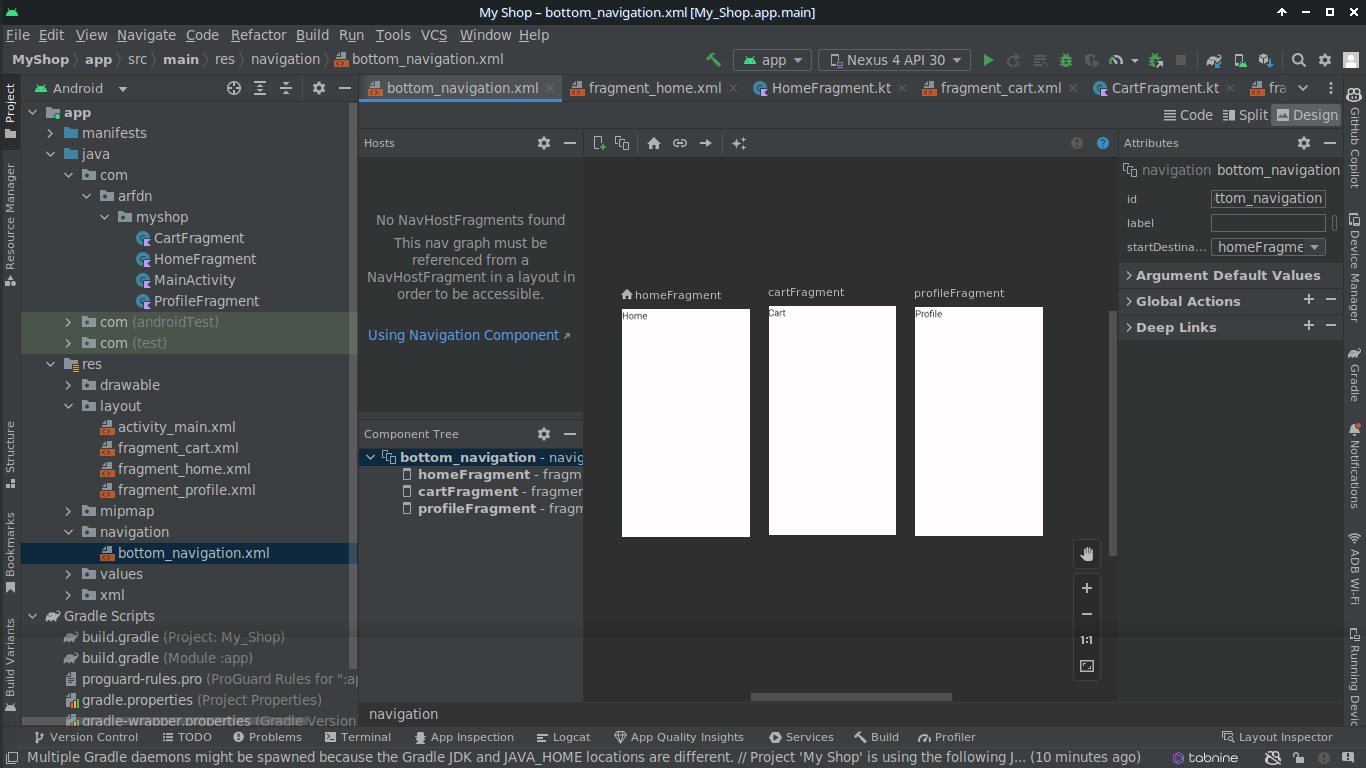 My Shop – bottom_navigation.xml [My_Shop.app.main]
File Edit View Navigate Code Refactor Build Run Tools VCS Window Help
MyShop app src main res navigation bottom_navigation.xml
app Nexus 4 API 30
Android
bottom_navigation.xml fragment_home.xml HomeFragment.kt fragment_cart.xml CartFragment.kt fra
Code Split Design
Project
Resource Manager
Structure
Bookmarks
Build Variants
app
manifests
java
com
arfdn
myshop
CartFragment
HomeFragment
MainActivity
ProfileFragment
com (androidTest)
com (test)
res
drawable
layout
activity_main.xml
fragment_cart.xml
fragment_home.xml
fragment_profile.xml
mipmap
navigation
bottom_navigation.xml
values
xml
Gradle Scripts
build.gradle (Project: My_Shop)
build.gradle (Module :app)
proguard-rules.pro (ProGuard Rules for ":ap
gradle.properties (Project Properties)
gradle-wrapper.properties (Gradle Version
Hosts
No NavHostFragments found
This nav graph must be
referenced from a
NavHostFragment in a layout in
order to be accessible.
Using Navigation Component
Component Tree
bottom_navigation - navig
homeFragment - fragm
cartFragment - fragmer
profileFragment - fragm
homeFragment
Home
cartFragment
Cart
profileFragment
Profile
1:1
navigation
Attributes
navigation bottom_navigation
id ttom_navigation
label
startDestina... homeFragme
Argument Default Values
Global Actions
Deep Links
GitHub Copilot
Device Manager
Gradle
Notifications
ADB Wi-Fi
Running Devic
Version Control TODO Problems Terminal App Inspection Logcat App Quality Insights Services Build Profiler Layout Inspector
Multiple Gradle daemons might be spawned because the Gradle JDK and JAVA_HOME locations are different. // Project 'My Shop' is using the following J... (10 minutes ago) tabnine